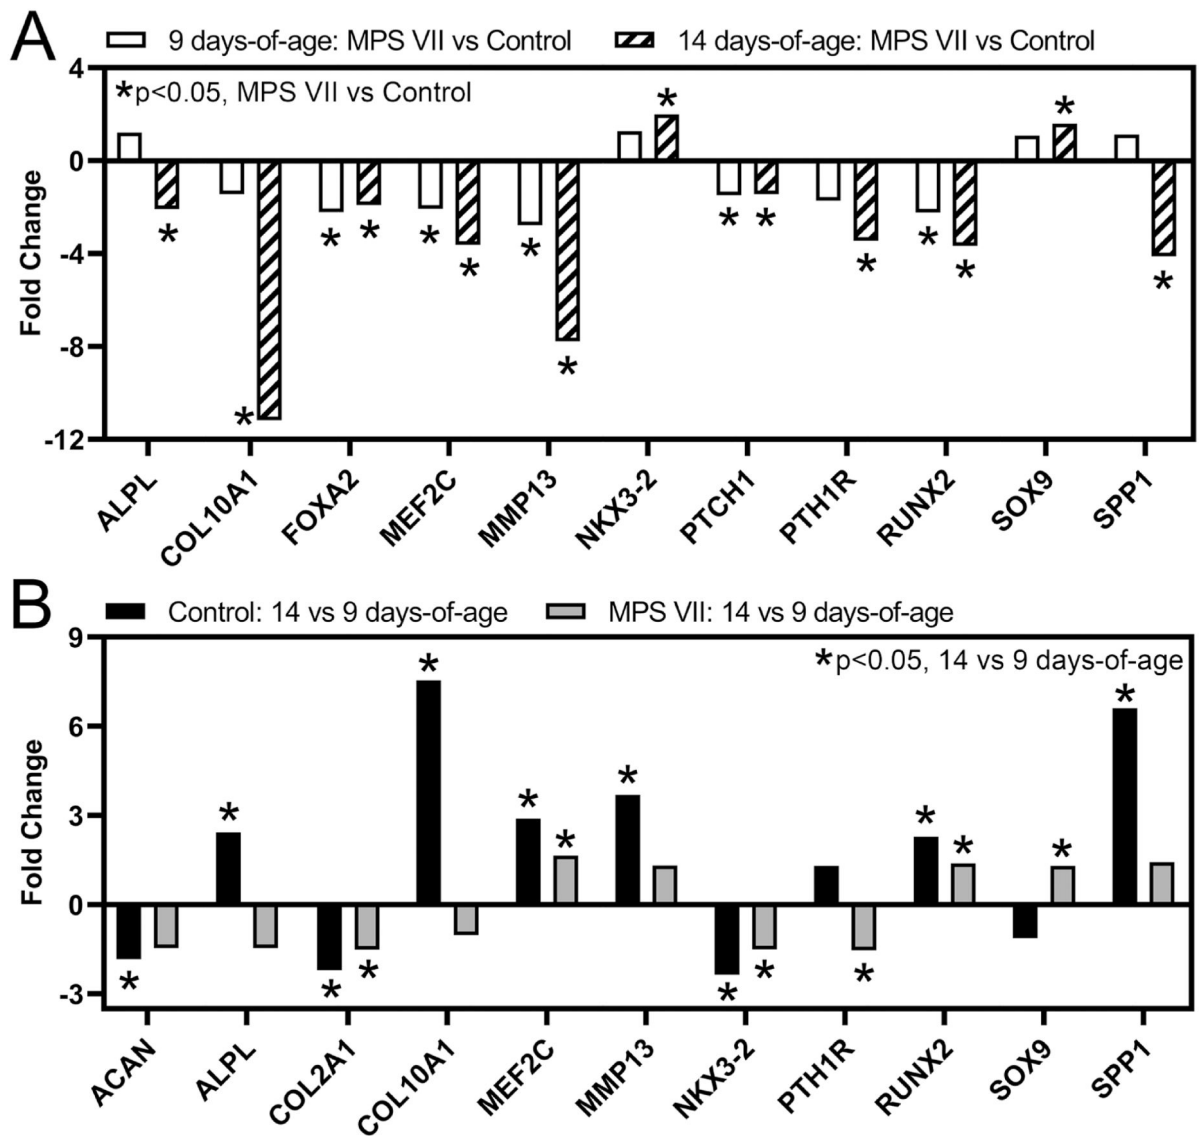 A
9 days-of-age: MPS VII vs Control
14 days-of-age: MPS VII vs Control
*p<0.05, MPS VII vs Control
Fold Change
4
0
-4
-8
-12
* * * * * * * * * * * * * * * *
ALPL
COL10A1
FOXA2
MEF2C
MMP13
NKX3-2
PTCH1
PTH1R
RUNX2
SOX9
SPP1
B
Control: 14 vs 9 days-of-age
MPS VII: 14 vs 9 days-of-age
*p<0.05, 14 vs 9 days-of-age
Fold Change
9
6
3
0
-3
* * * * * * * * * * * * * * *
ACAN
ALPL
COL2A1
COL10A1
MEF2C
MMP13
NKX3-2
PTH1R
RUNX2
SOX9
SPP1